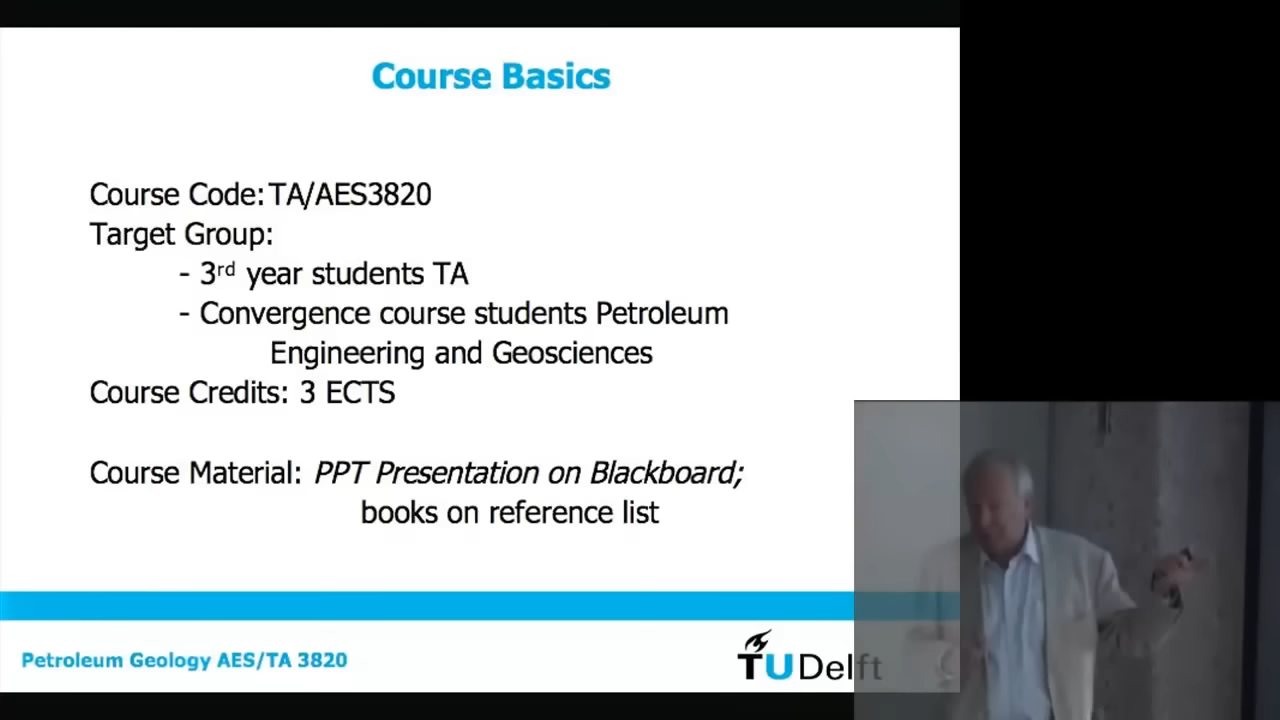 Course Basics
Course Code: TA/AES3820
Target Group:
- 3rd year students TA
- Convergence course students Petroleum
Engineering and Geosciences
Course Credits: 3 ECTS
Course Material: PPT Presentation on Blackboard;
books on reference list
Petroleum Geology AES/TA 3820
TU Delft